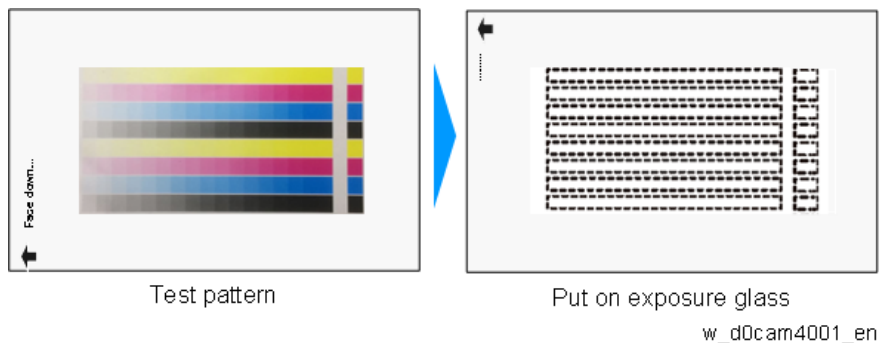 Face down...
Test pattern
Put on exposure glass
w_d0cam4001_en